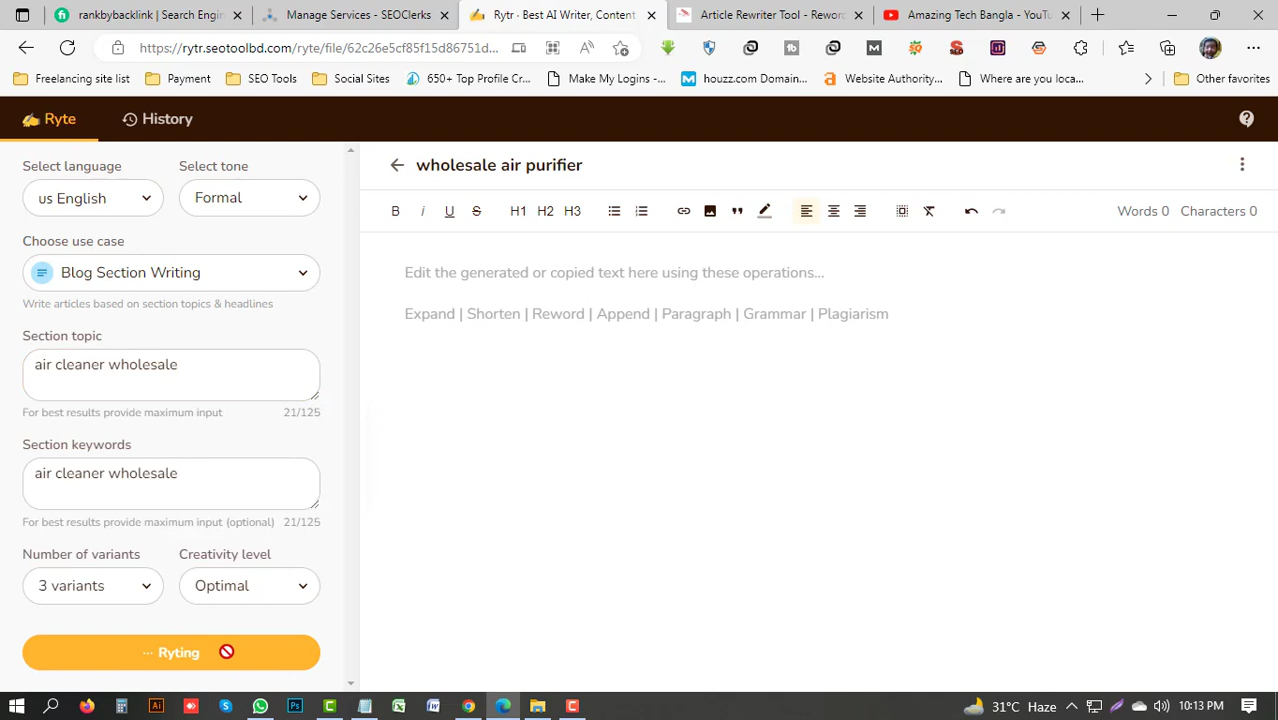 rankbybacklink | Search Engin
Manage Services - SEOClerks
Rytr - Best AI Writer, Content
Article Rewriter Tool - Rewor
Amazing Tech Bangla - YouTu
https://rytr.seotoolbd.com/ryte/file/62c26e5cf85f15d86751d...
Freelancing site list
Payment
SEO Tools
Social Sites
650+ Top Profile Cr...
Make My Logins -...
houzz.com Domain...
Website Authority...
Where are you loca...
Other favorites
Ryte
History
Select language
Select tone
us English
Formal
Choose use case
Blog Section Writing
Write articles based on section topics & headlines
Section topic
air cleaner wholesale
For best results provide maximum input
21/125
Section keywords
air cleaner wholesale
For best results provide maximum input (optional)
21/125
Number of variants
Creativity level
3 variants
Optimal
... Ryting
wholesale air purifier
B i U S H1 H2 H3
Words 0 Characters 0
Edit the generated or copied text here using these operations...
Expand | Shorten | Reword | Append | Paragraph | Grammar | Plagiarism
31°C Haze
10:13 PM